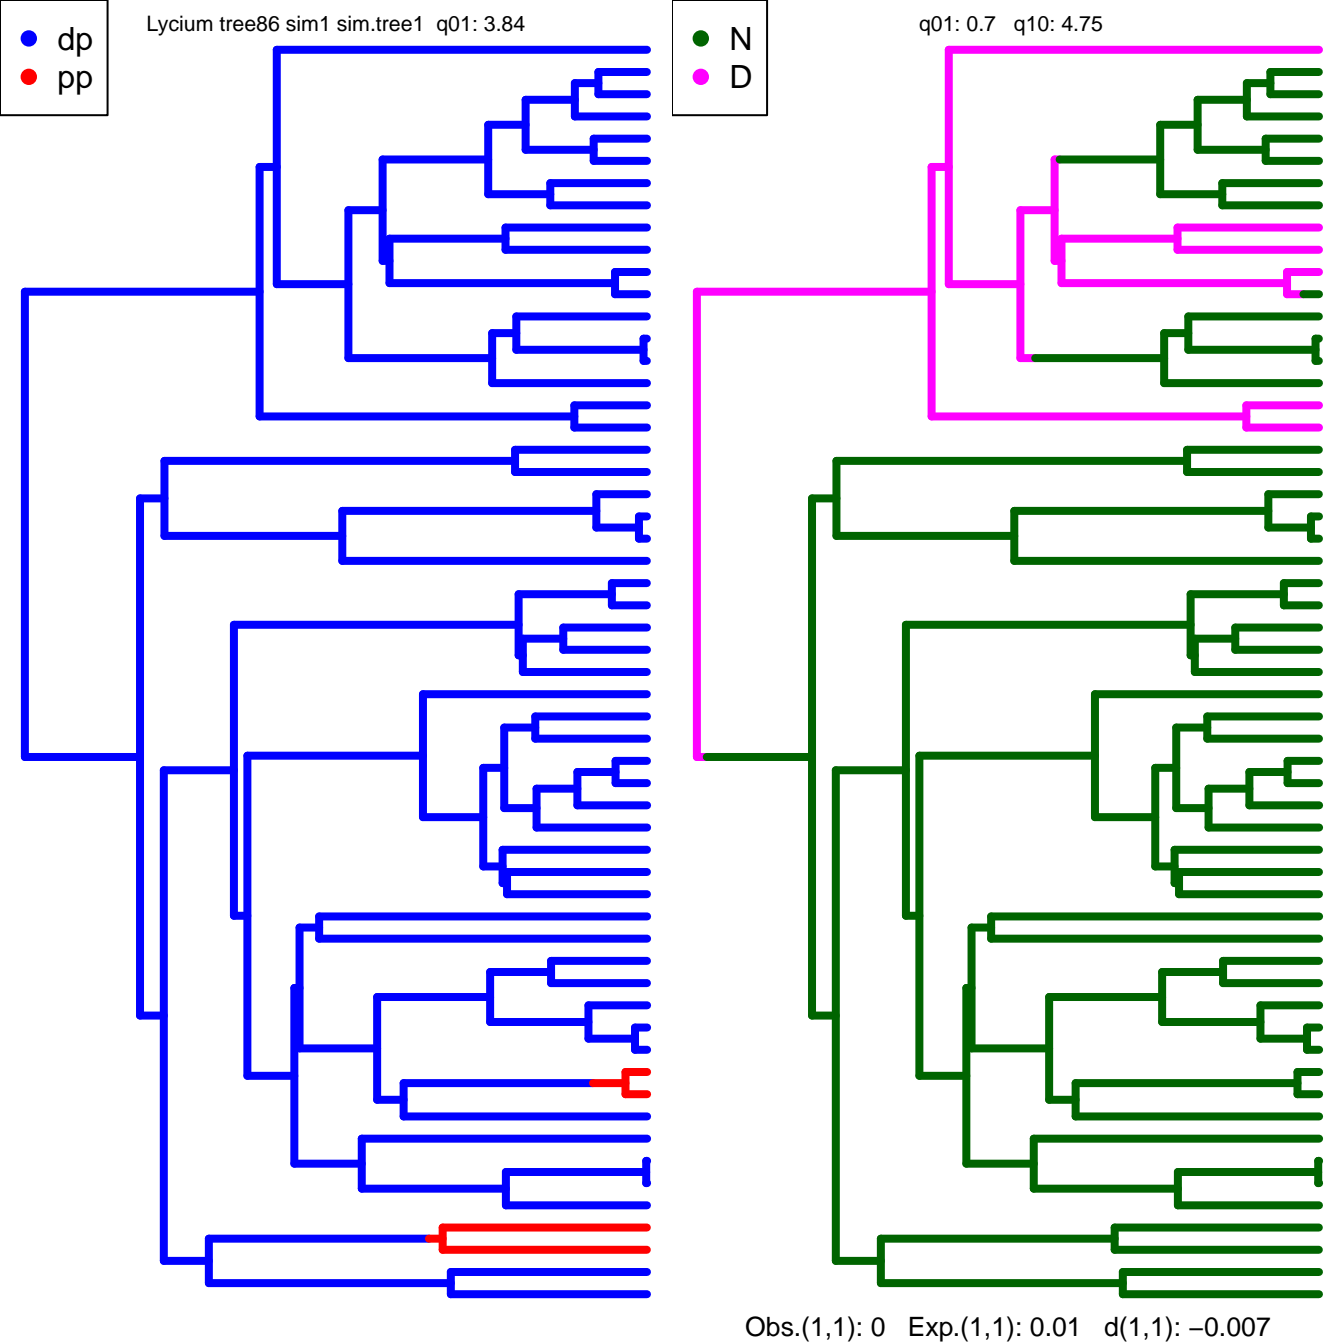 Lycium tree86 sim1 sim.tree1 q01: 3.84
dp
pp
q01: 0.7 q10: 4.75
N
D
Obs.(1,1): 0 Exp.(1,1): 0.01 d(1,1): −0.007